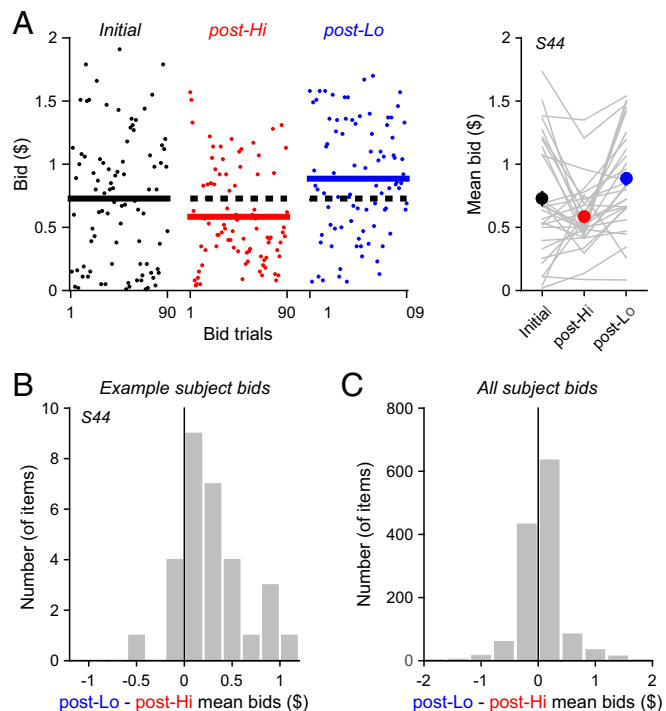 A
Initial
post-Hi
post-Lo
2
1.5
1
0.5
0
Bid ($)
1
90
1
90
1
09
Bid trials
S44
2
1.5
1
0.5
0
Mean bid ($)
Initial
post-Hi
post-Lo
B
Example subject bids
S44
10
8
6
4
2
0
Number (of items)
-1
-0.5
0
0.5
1
post-Lo - post-Hi mean bids ($)
C
All subject bids
800
600
400
200
0
Number (of items)
-2
-1
0
1
2
post-Lo - post-Hi mean bids ($)